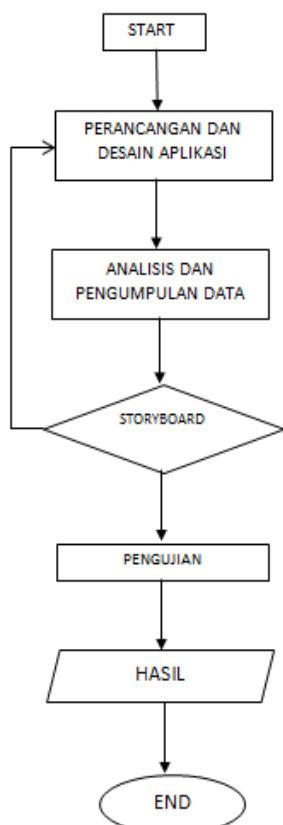 START
PERANCANGAN DAN
DESAIN APLIKASI
ANALISIS DAN
PENGUMPULAN DATA
STORYBOARD
PENGUJIAN
HASIL
END